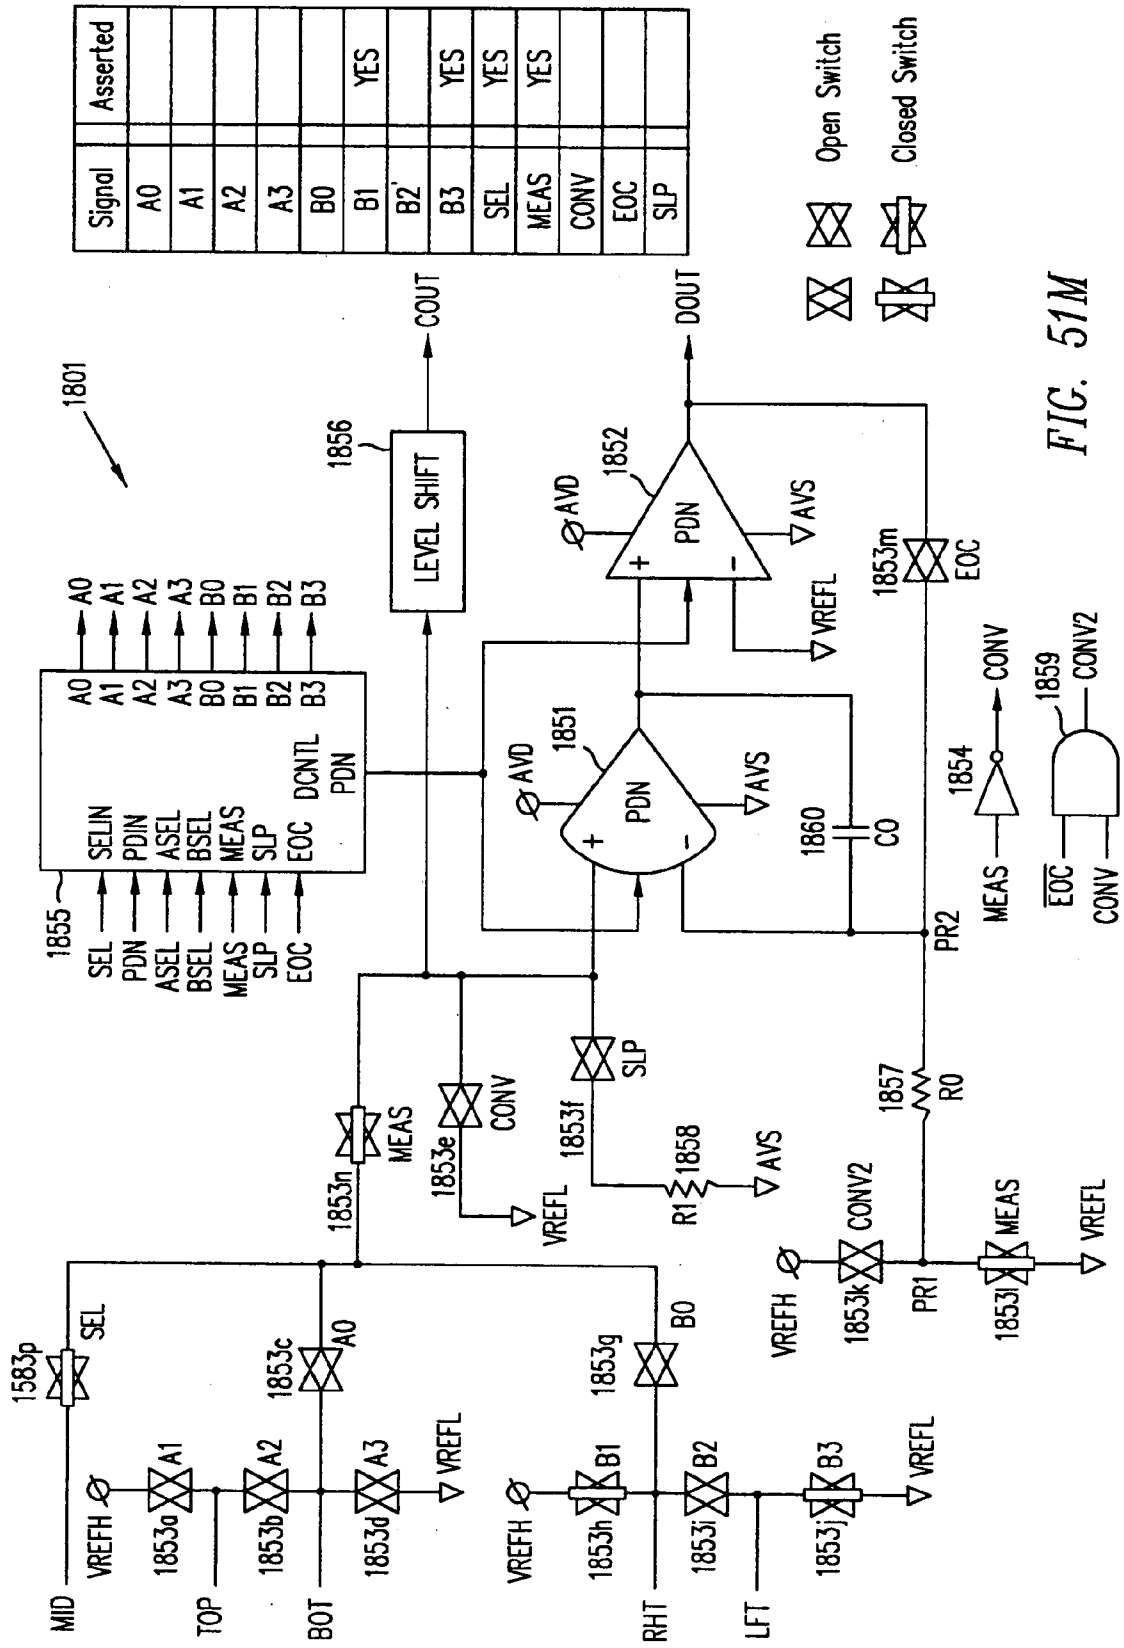 1801
1855
SEL
PDN
ASEL
BSEL
MEAS
SLP
EOC
SELIN
PDIN
ASEL
BSEL
MEAS
SLP
EOC
DCNTL
PDN
A0
A1
A2
A3
B0
B1
B2
B3
A0
A1
A2
A3
B0
B1
B2
B3
Signal Asserted
A0
A1
A2
A3
B0
B1 YES
B2'
B3 YES
SEL YES
MEAS YES
CONV
EOC
SLP
MID
1583p
SEL
VREFH
1853a
A1
TOP
1853b
A2
BOT
1853c
A0
1853d
A3
VREFL
1853n
MEAS
1853e
CONV
VREFL
1853f
SLP
R1
1858
AVS
1856
LEVEL SHIFT
COUT
AVD
1851
+
PDN
-
AVS
1860
C0
AVD
1852
+
PDN
-
AVS
VREFL
DOUT
VREFH
1853h
B1
RHT
1853g
B0
1853i
B2
LFT
1853j
B3
VREFL
VREFH
1853k
CONV2
PR1
1853l
MEAS
VREFL
1857
R0
PR2
1853m
EOC
MEAS
1854
CONV
EOC
CONV
1859
CONV2
Open Switch
Closed Switch
FIG. 51M